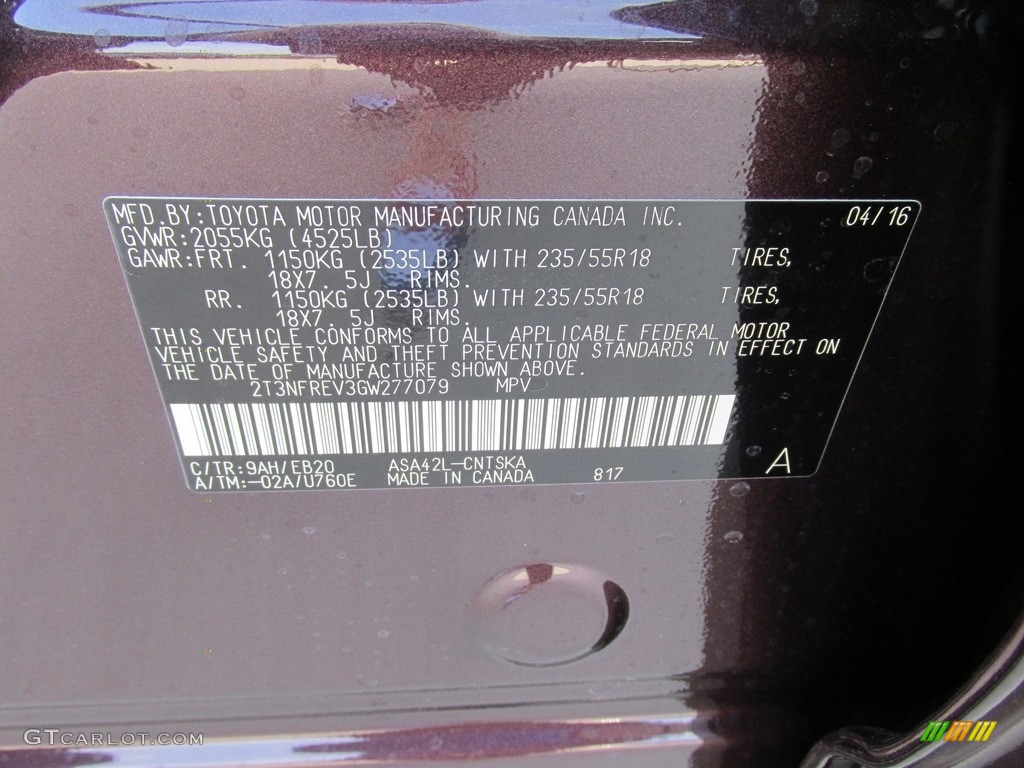 MFD.BY:TOYOTA MOTOR MANUFACTURING CANADA INC. 04/16
GVWR:2055KG (4525LB)
GAWR:FRT. 1150KG (2535LB) WITH 235/55R18 TIRES,
18X7. 5J RIMS.
RR. 1150KG (2535LB) WITH 235/55R18 TIRES,
18X7. 5J RIMS.
THIS VEHICLE CONFORMS TO ALL APPLICABLE FEDERAL MOTOR
VEHICLE SAFETY AND THEFT PREVENTION STANDARDS IN EFFECT ON
THE DATE OF MANUFACTURE SHOWN ABOVE.
2T3NFREV3GW277079 MPV
C/TR:9AH/EB20 ASA42L-CNTSKA A
A/TM:-02A/U760E MADE IN CANADA 817
GTCARLOT.COM